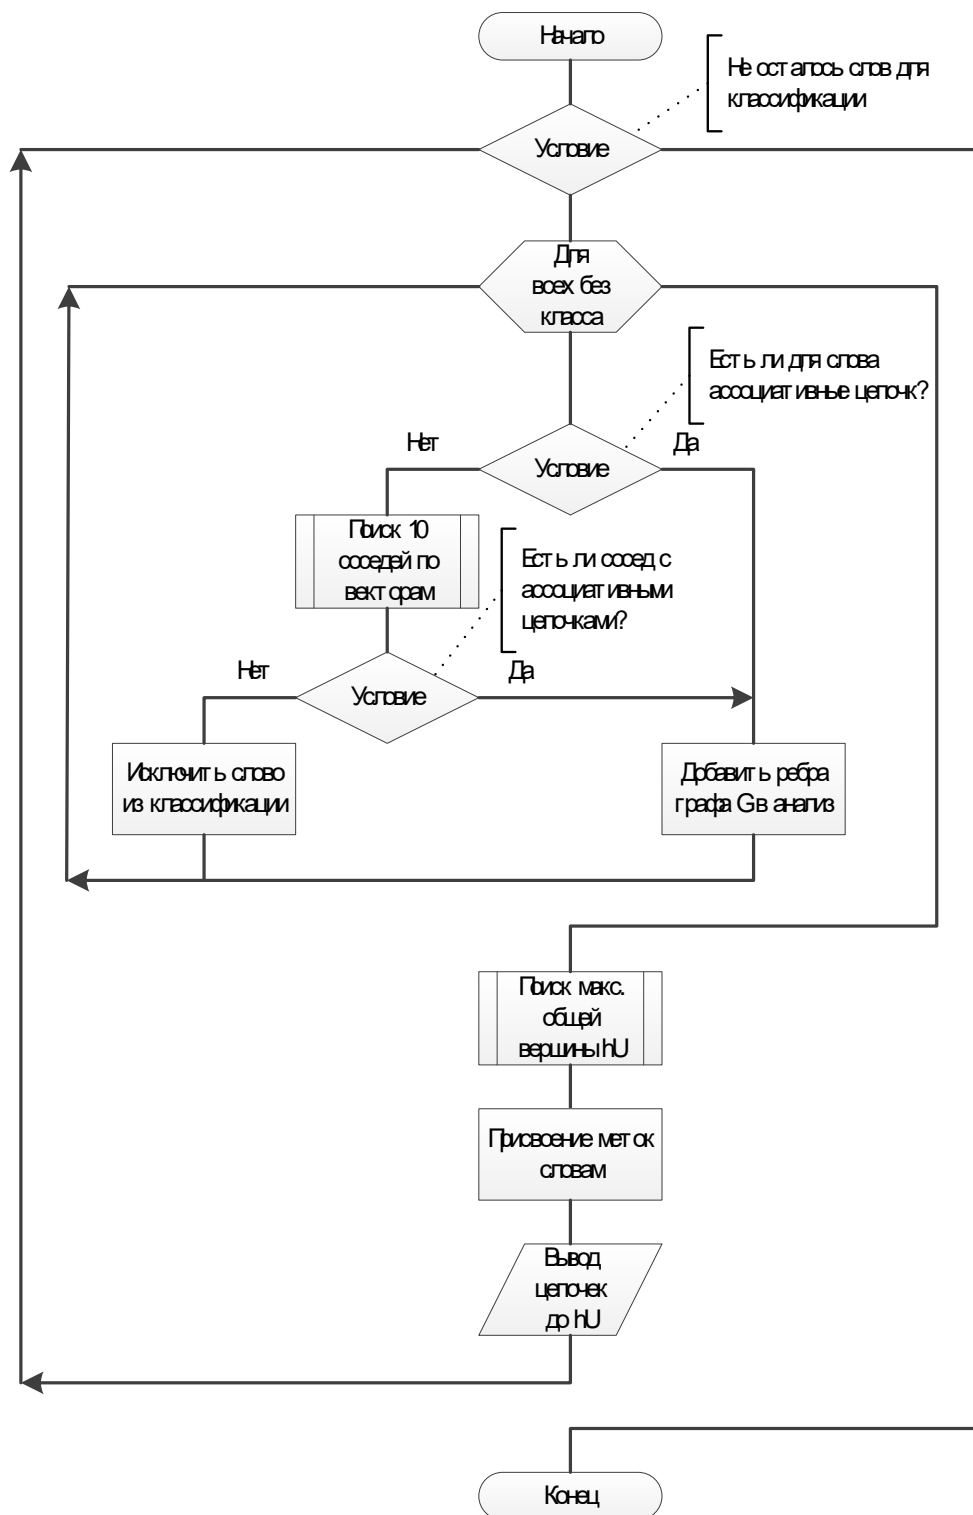 Начало
Не осталось слов для
классификации
Условие
Для
всех без
класса
Есть ли для слова
ассоциативные цепочк?
Нет
Да
Условие
Поиск 10
соседей по
векторам
Есть ли сосед с
ассоциативными
цепочками?
Нет
Да
Условие
Исключить слово
из классификации
Добавить ребра
графа G в анализ
Поиск макс.
общей
вершины hU
Присвоение меток
словам
Вывод
цепочек
до hU
Конец